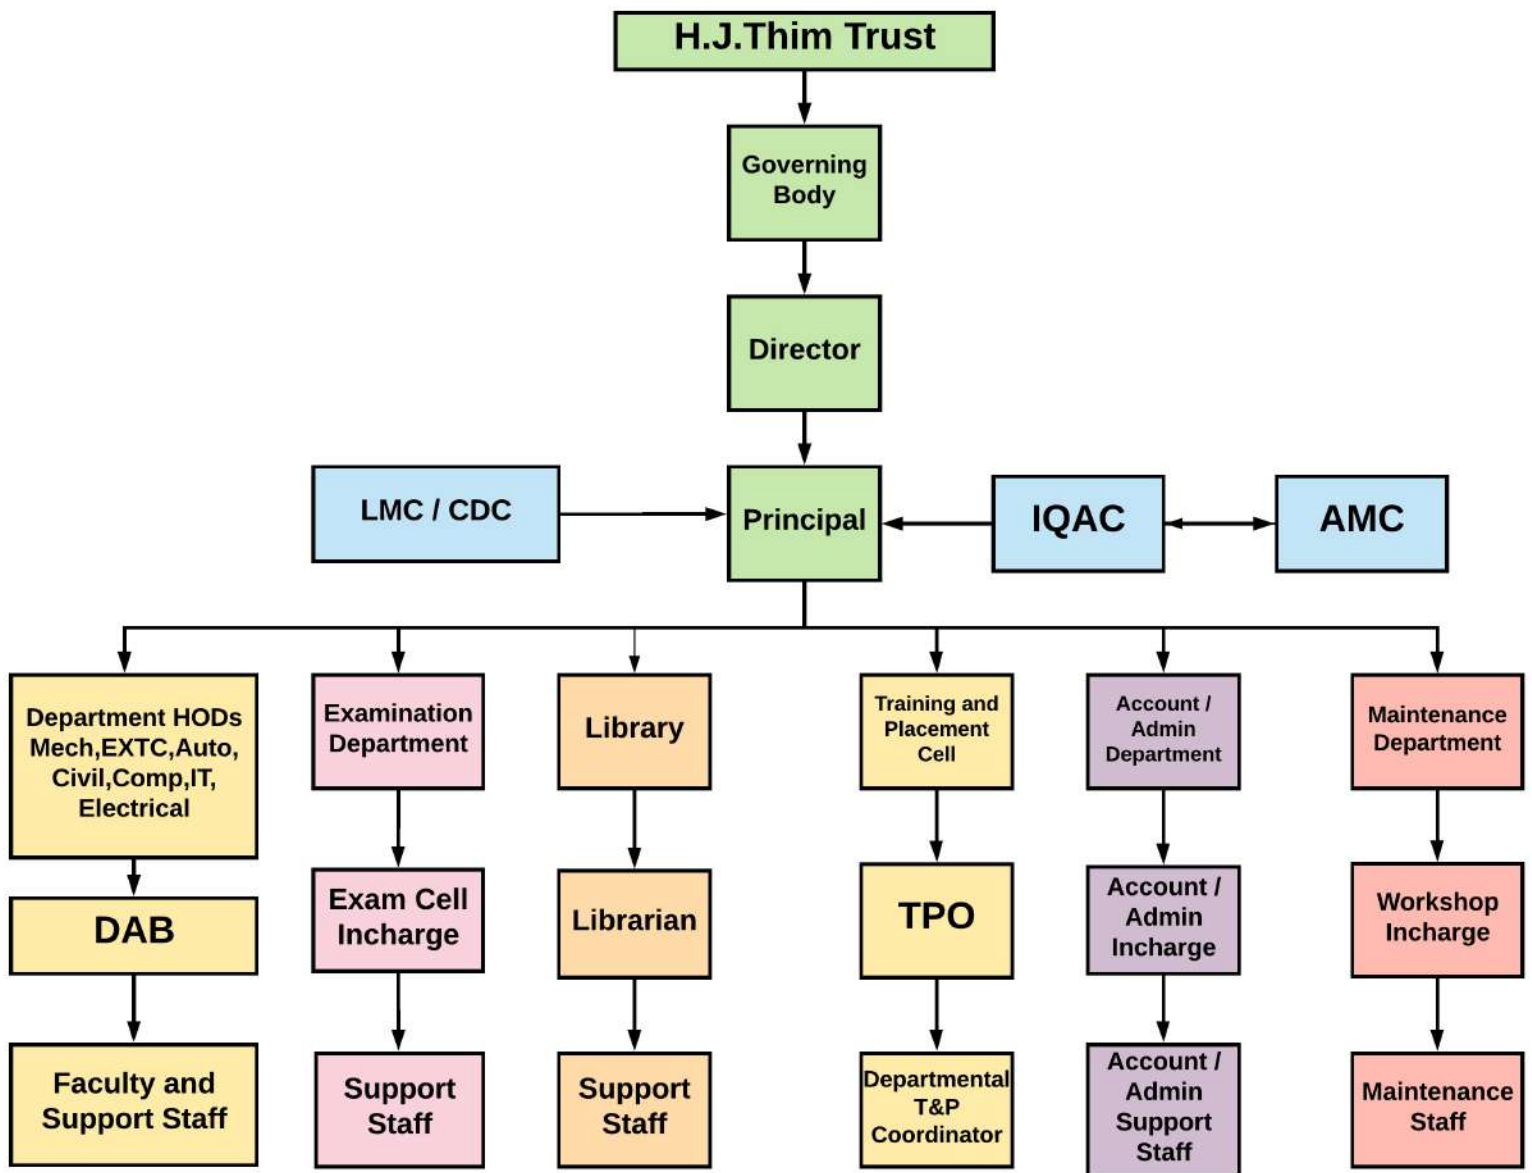 H.J.Thim Trust
Governing
Body
Director
LMC / CDC
Principal
IQAC
AMC
Department HODs
Mech,EXTC,Auto,
Civil,Comp,IT,
Electrical
Examination
Department
Library
Training and
Placement
Cell
Account /
Admin
Department
Maintenance
Department
DAB
Exam Cell
Incharge
Librarian
TPO
Account /
Admin
Incharge
Workshop
Incharge
Faculty and
Support Staff
Support
Staff
Support
Staff
Departmental
T&P
Coordinator
Account /
Admin
Support
Staff
Maintenance
Staff